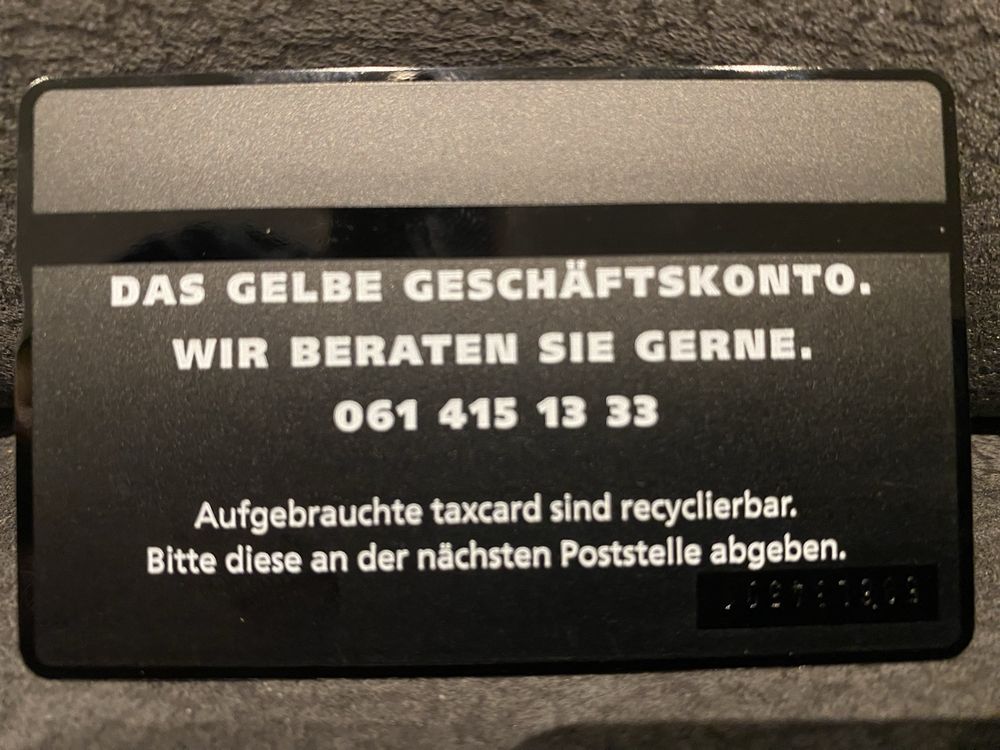 DAS GELBE GESCHÄFTSKONTO.
WIR BERATEN SIE GERNE.
061 415 13 33
Aufgebrauchte taxcard sind recyclierbar.
Bitte diese an der nächsten Poststelle abgeben.